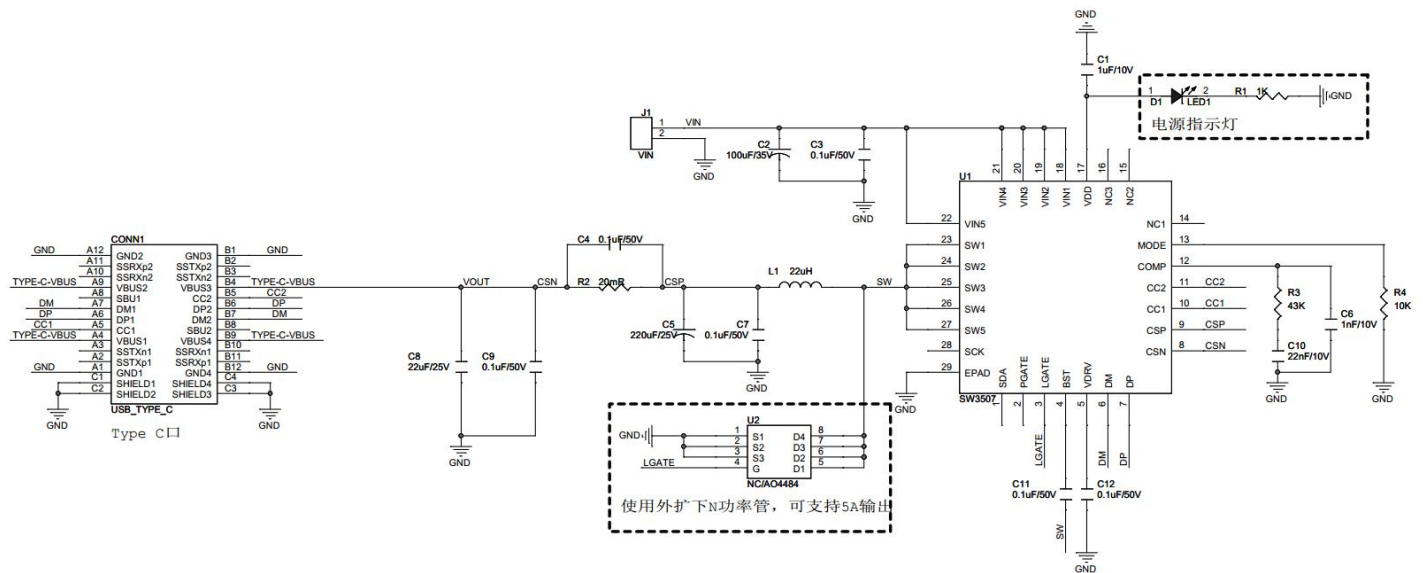 GND
C1
1uF/10V
1
2
R1
1K
GND
D1
LED1
电源指示灯
J1
1
VIN
2
VIN
GND
C2
100uF/35V
C3
0.1uF/50V
GND
21
20
19
18
17
16
15
U1
VIN4
VIN3
VIN2
VIN1
VDD
NC3
NC2
22
VIN5
NC1
14
23
SW1
MODE
13
24
SW2
COMP
12
SW
25
SW3
CC2
11
CC2
26
SW4
CC1
10
CC1
27
SW5
CSP
9
CSP
28
SCK
CSN
8
CSN
29
EPAD
GND
SDA
PGATE
LGATE
BST
VDRV
DM
DP
SW3507
1
2
3
4
5
6
7
LGATE
DM
DP
R3
43K
C10
22nF/10V
GND
C6
1nF/10V
R4
10K
GND
C11
0.1uF/50V
C12
0.1uF/50V
SW
GND
CONN1
GND
A12
GND2
GND3
B1
GND
A11
SSRXp2
SSTXp2
B2
A10
SSRXn2
SSTXn2
B3
TYPE-C-VBUS
A9
VBUS2
VBUS3
B4
TYPE-C-VBUS
A8
SBU1
CC2
B5
CC2
DM
A7
DM1
DP2
B6
DP
DP
A6
DP1
DM2
B7
DM
CC1
A5
CC1
SBU2
B8
TYPE-C-VBUS
A4
VBUS1
VBUS4
B9
TYPE-C-VBUS
A3
SSTXn1
SSRXn1
B10
A2
SSTXp1
SSRXp1
B11
GND
A1
GND1
GND4
B12
GND
C1
SHIELD1
SHIELD4
C4
C2
SHIELD2
SHIELD3
C3
USB_TYPE_C
GND
GND
Type C口
VOUT
CSN
C4
0.1uF/50V
R2
20mR
CSP
L1
22uH
C8
22uF/25V
C9
0.1uF/50V
GND
C5
220uF/25V
C7
0.1uF/50V
GND
U2
GND
1
S1
D4
8
2
S2
D3
7
3
S3
D2
6
LGATE
4
G
D1
5
NC/AO4484
使用外扩下N功率管，可支持5A输出